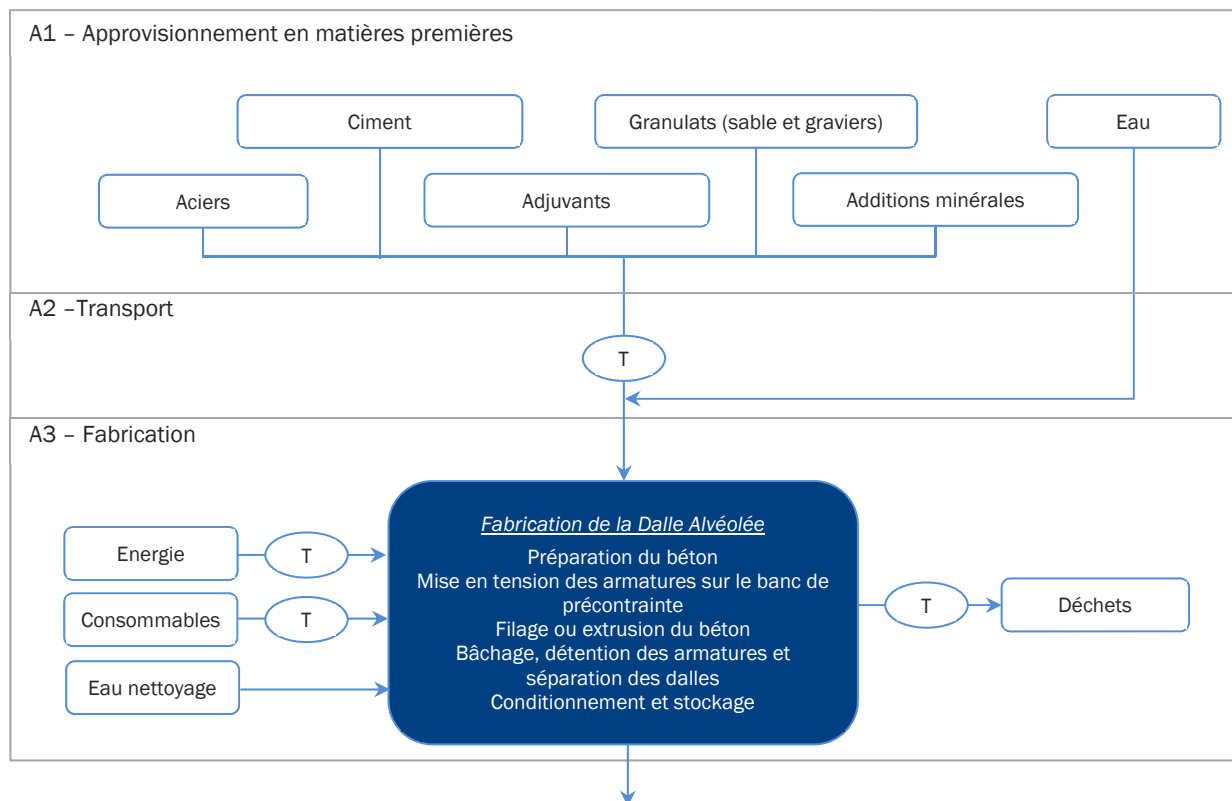 A1 – Approvisionnement en matières premières
Ciment
Granulats (sable et graviers)
Eau
Aciers
Adjuvants
Additions minérales
A2 –Transport
T
A3 – Fabrication
Fabrication de la Dalle Alvéolée
Préparation du béton
Mise en tension des armatures sur le banc de
précontrainte
Filage ou extrusion du béton
Bâchage, détention des armatures et
séparation des dalles
Conditionnement et stockage
Energie
T
Consommables
T
Eau nettoyage
T
Déchets